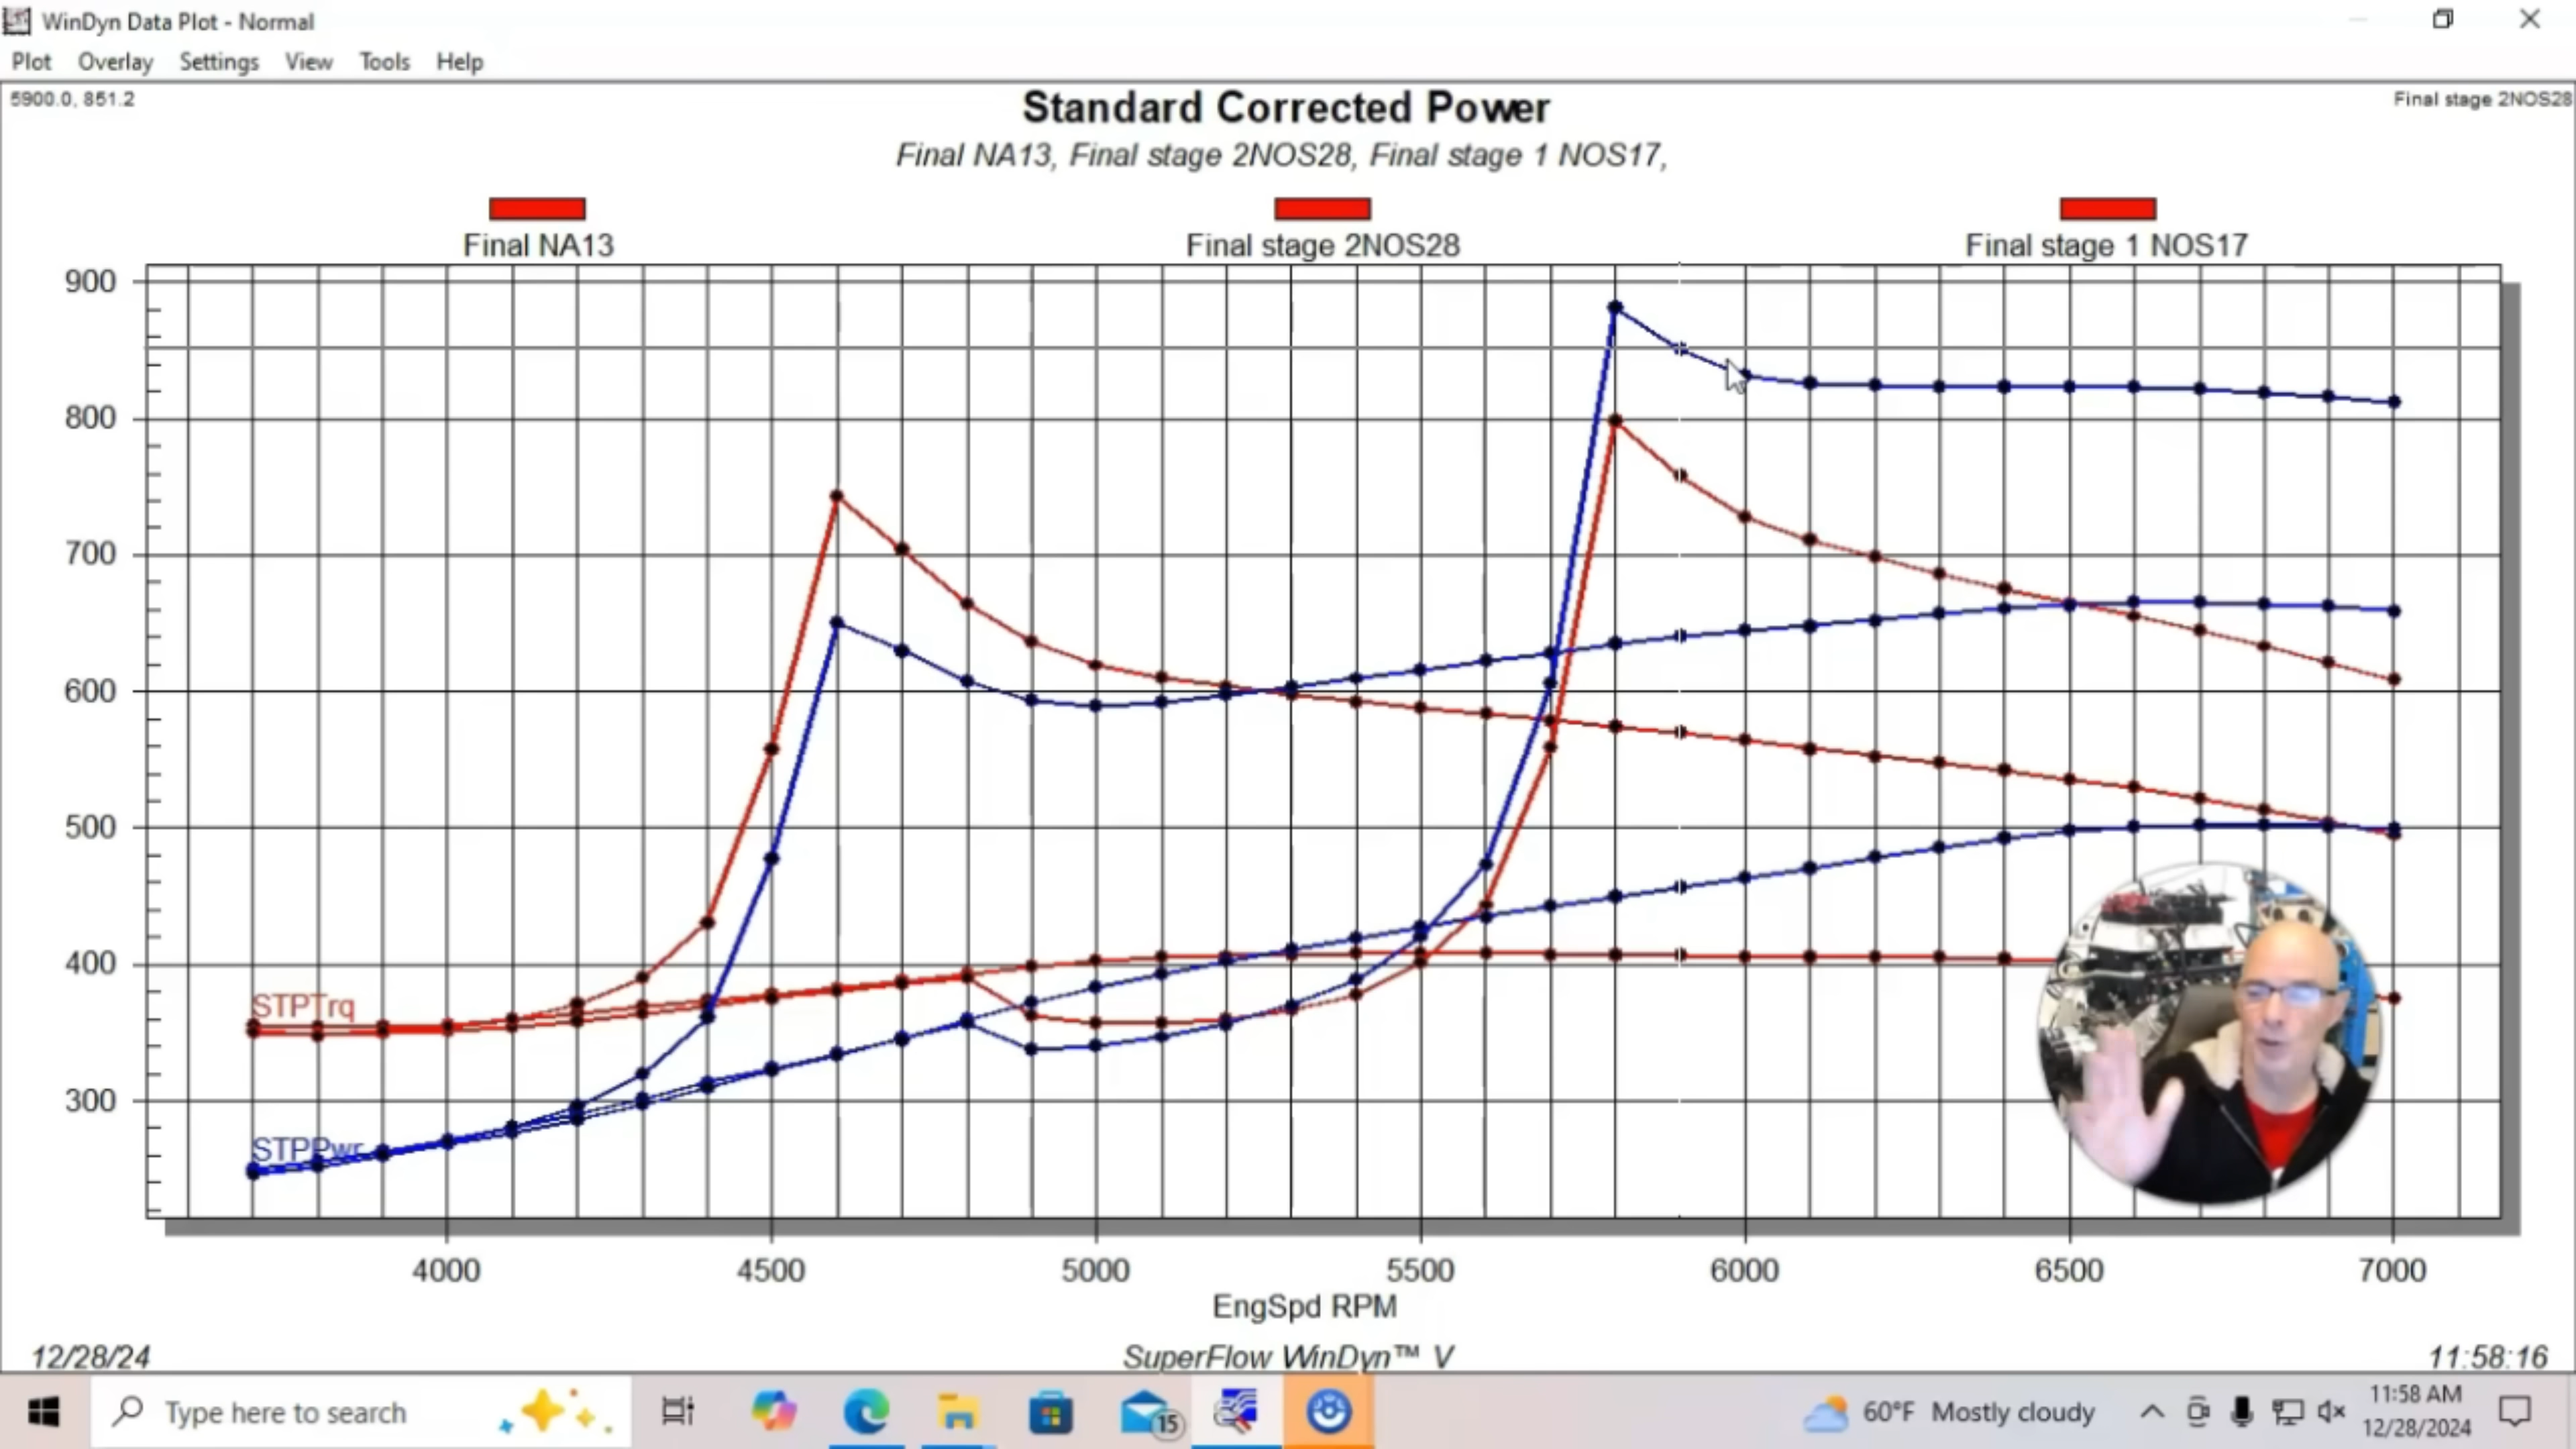 WinDyn Data Plot - Normal
Plot Overlay Settings View Tools Help
5900.0, 851.2
Final stage 2NOS28
Standard Corrected Power
Final NA13, Final stage 2NOS28, Final stage 1 NOS17,
Final NA13
Final stage 2NOS28
Final stage 1 NOS17
900
800
700
600
500
400
300
STPTrq
STPPwr
4000 4500 5000 5500 6000 6500 7000
EngSpd RPM
12/28/24
SuperFlow WinDyn™ V
11:58:16
Type here to search
15
60°F Mostly cloudy
11:58 AM
12/28/2024